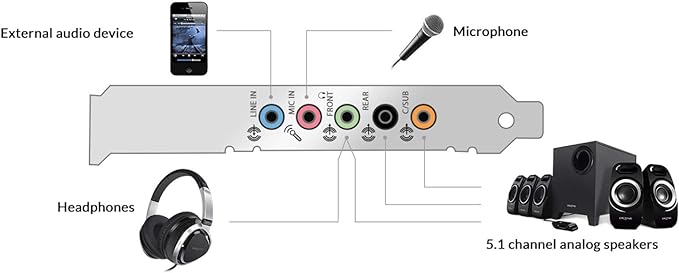 External audio device
Microphone
LINE IN
MIC IN
FRONT
REAR
C/SUB
Headphones
5.1 channel analog speakers